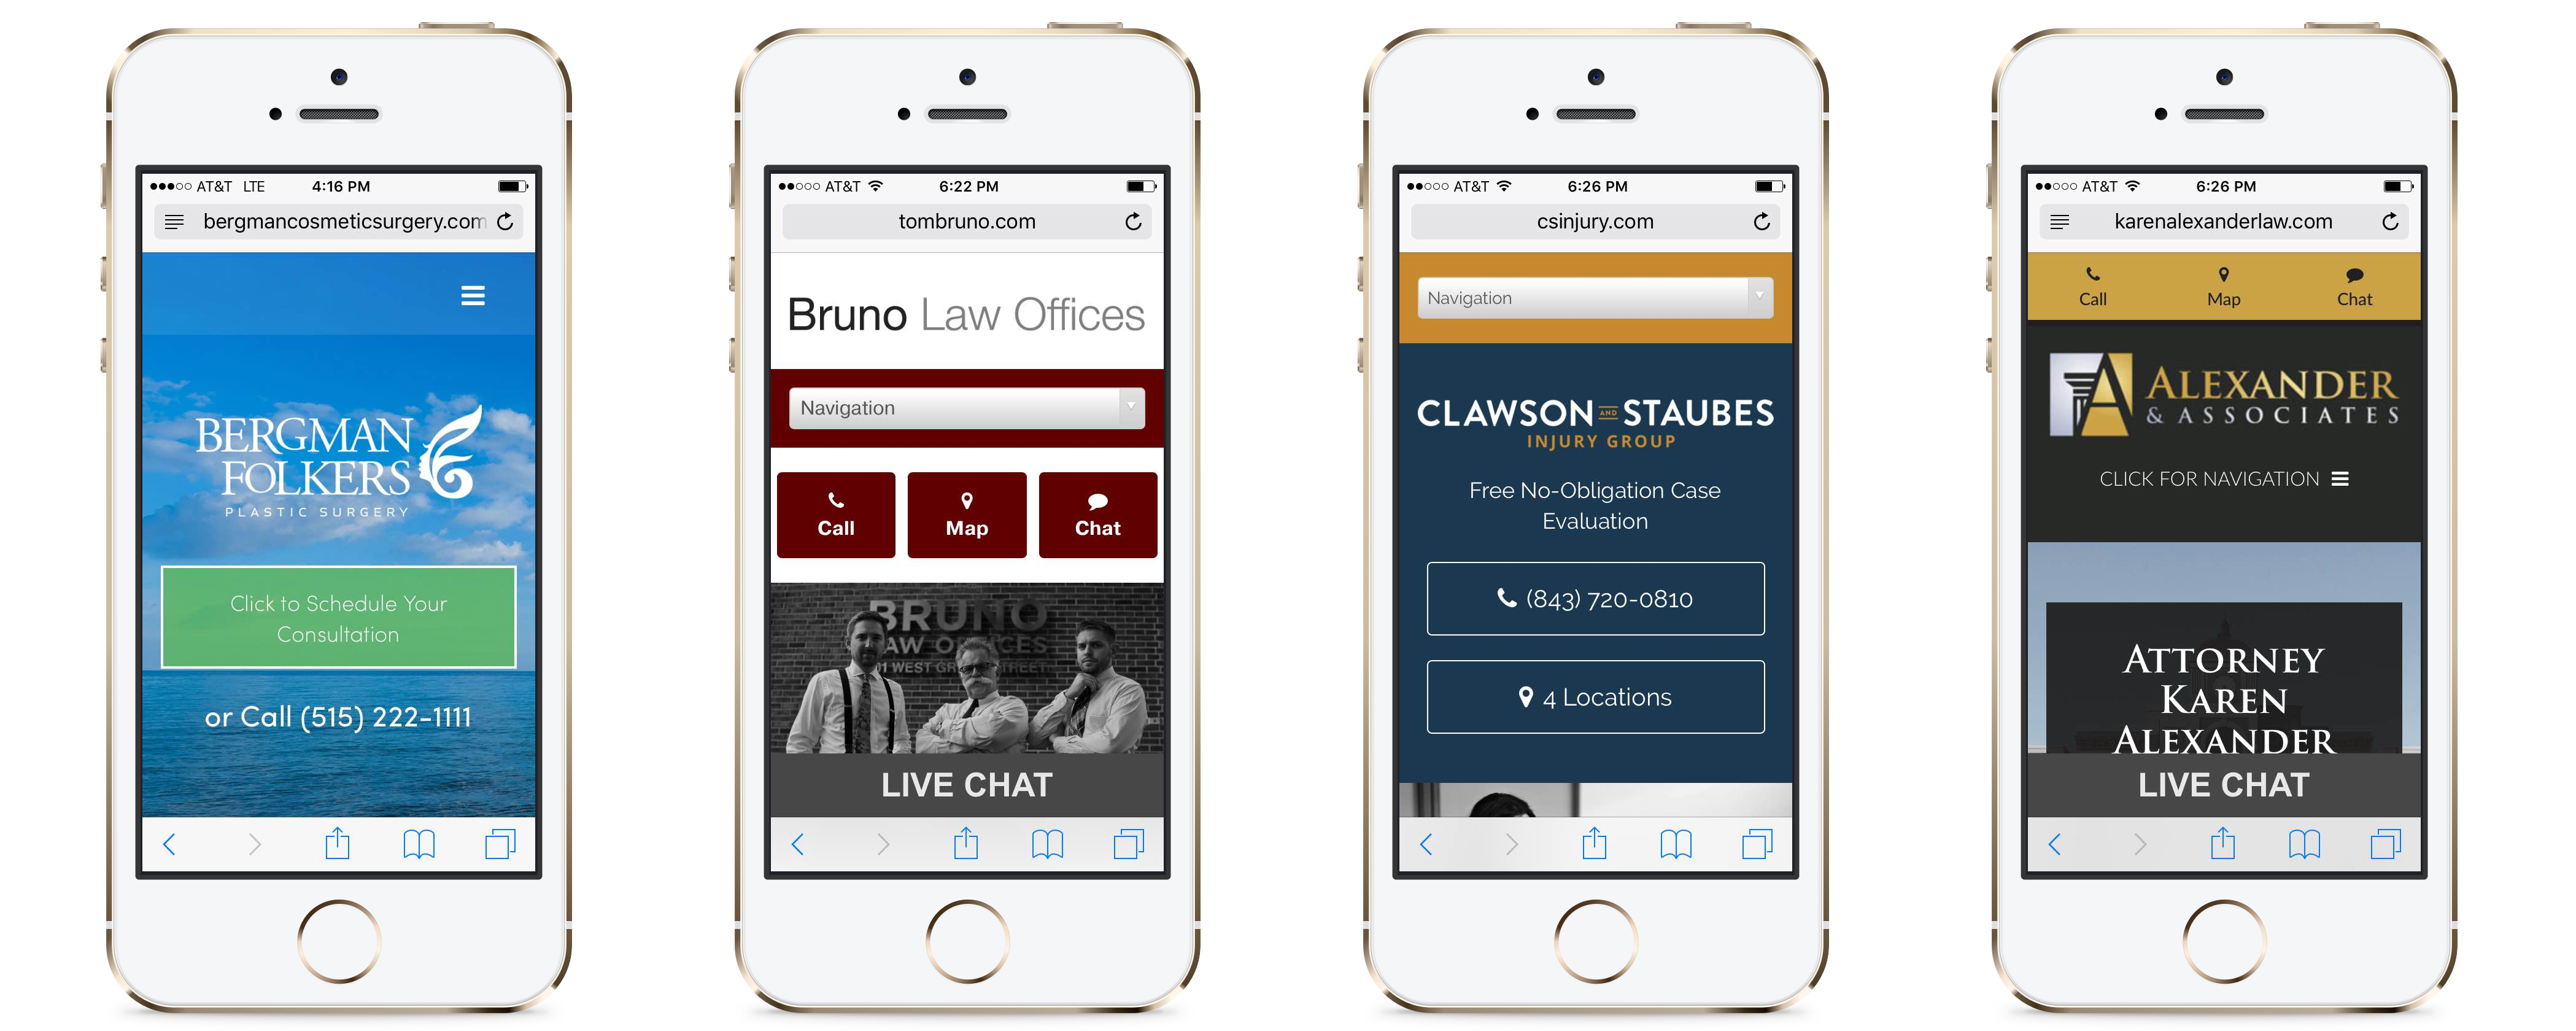 AT&T LTE 4:16 PM
bergmancosmeticsurgery.com
BERGMAN
FOLKERS
PLASTIC SURGERY
Click to Schedule Your
Consultation
or Call (515) 222-1111
AT&T 6:22 PM
tombruno.com
Bruno Law Offices
Navigation
Call Map Chat
BRUNO
LAW OFFICES
LIVE CHAT
AT&T 6:26 PM
csinjury.com
Navigation
CLAWSON AND STAUBES
INJURY GROUP
Free No-Obligation Case
Evaluation
(843) 720-0810
4 Locations
AT&T 6:26 PM
karenalexanderlaw.com
Call Map Chat
A ALEXANDER
& ASSOCIATES
CLICK FOR NAVIGATION
ATTORNEY
KAREN
ALEXANDER
LIVE CHAT